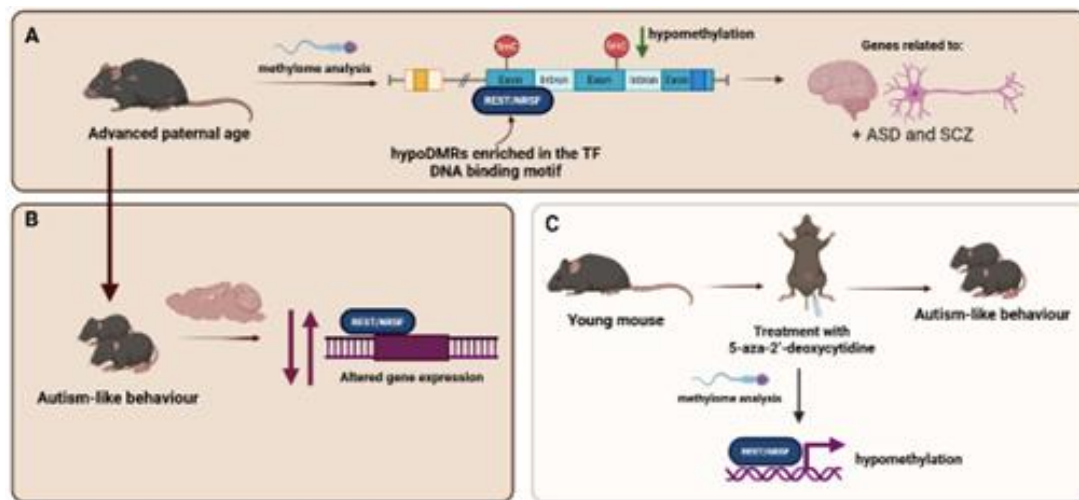 A
methylome analysis
5mC
5mC
hypomethylation
Exon
Intron
Exon
Intron
Exon
REST/NRSF
Genes related to:
Advanced paternal age
hypoDMRs enriched in the TF
DNA binding motif
+ ASD and SCZ
B
REST/NRSF
Altered gene expression
Autism-like behaviour
C
Young mouse
Treatment with
5-aza-2'-deoxycytidine
Autism-like behaviour
methylome analysis
REST/NRSF
hypomethylation